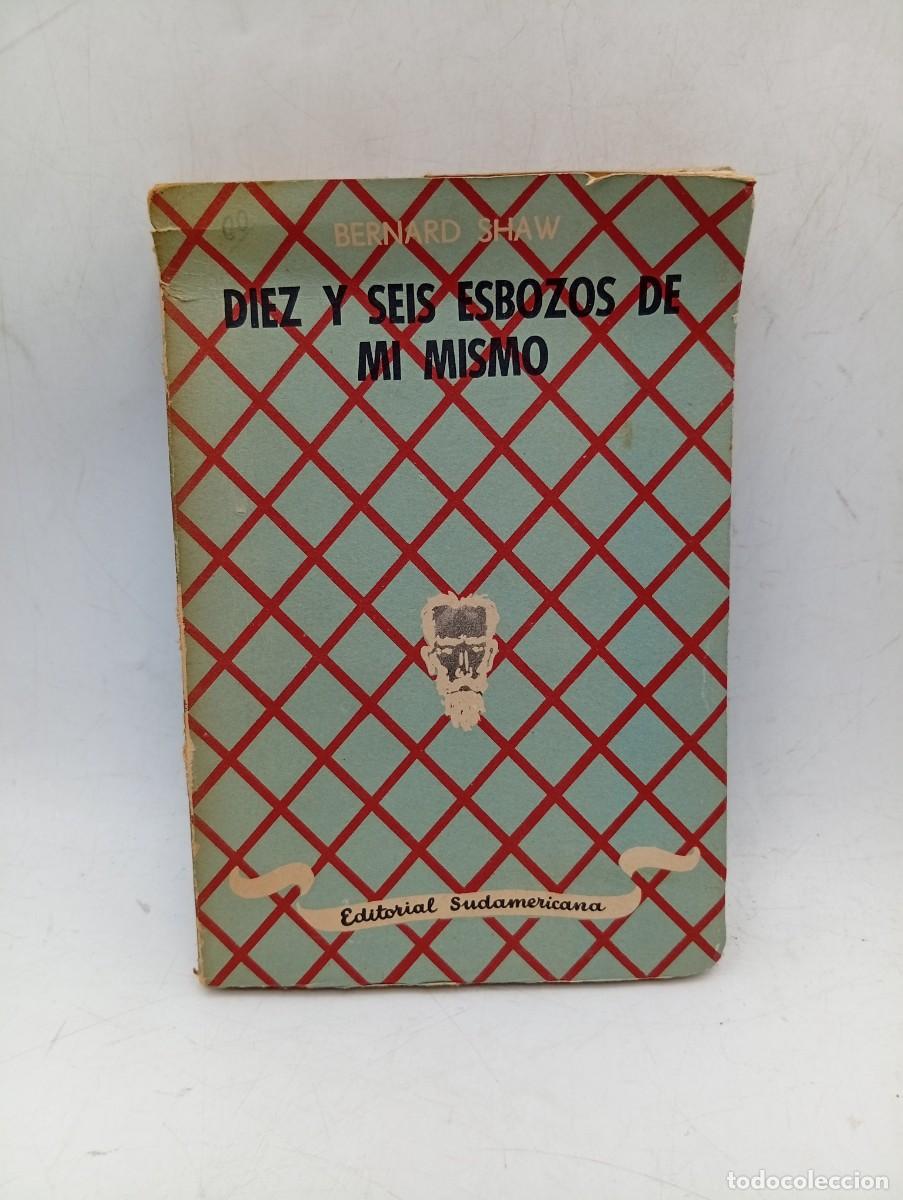 BERNARD SHAW
DIEZ Y SEIS ESBOZOS DE
MI MISMO
Editorial Sudamericana
todocoleccion